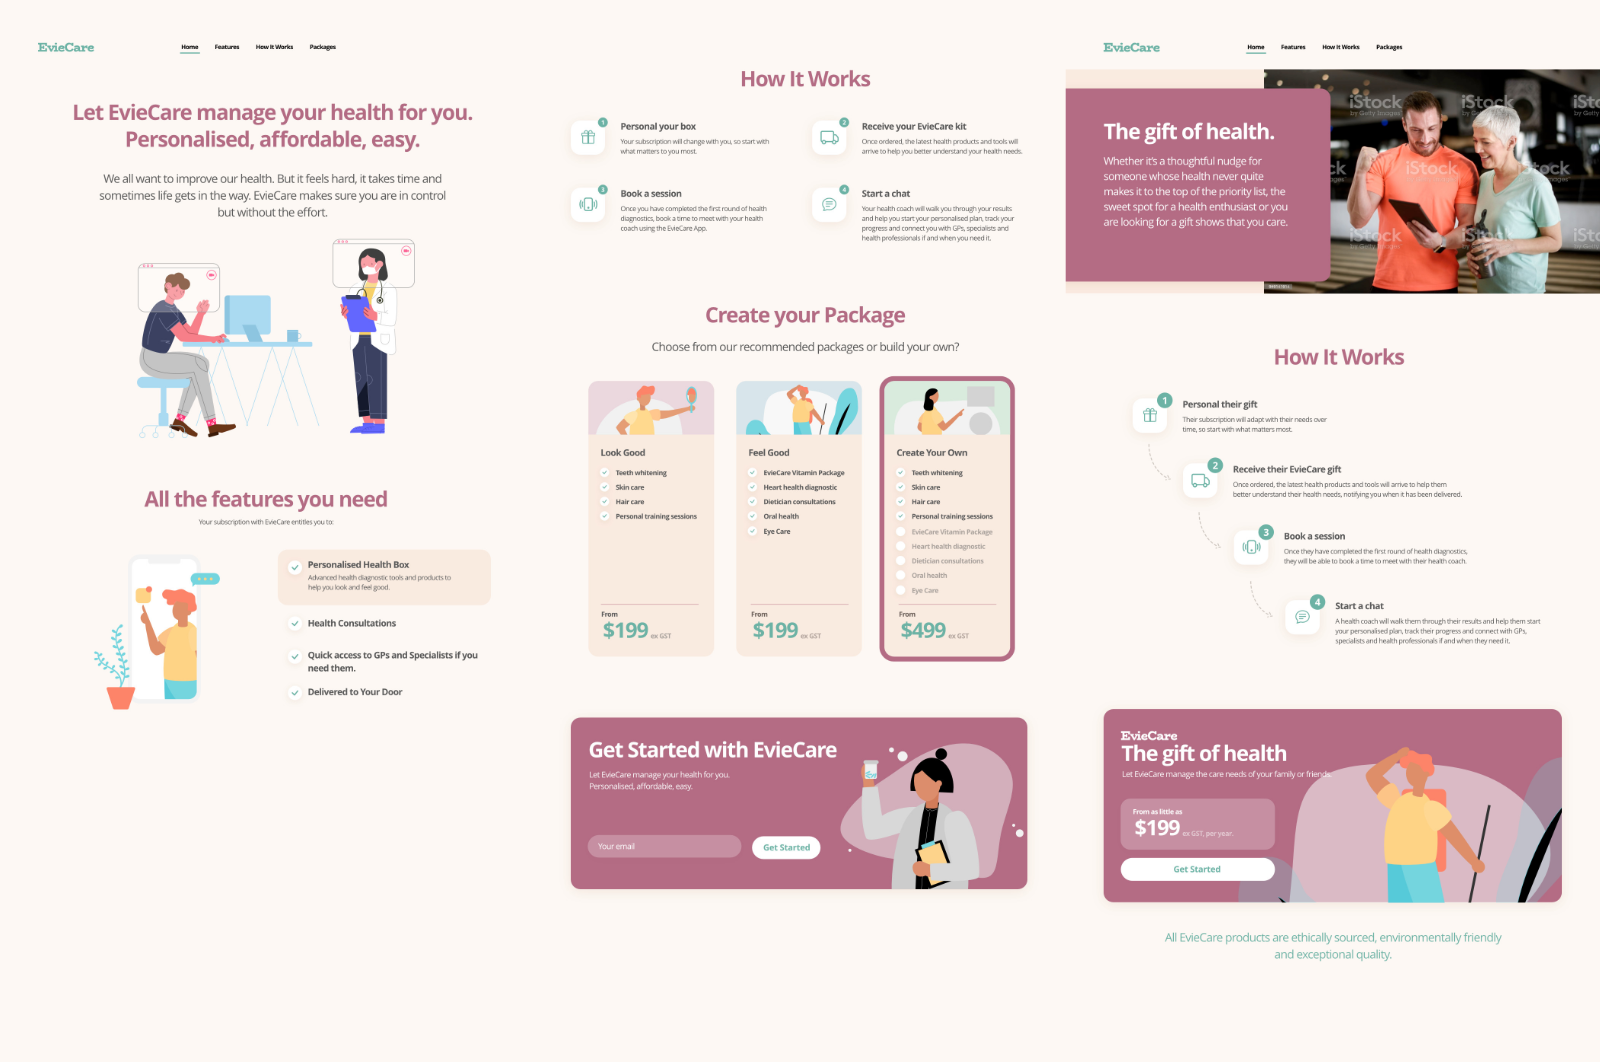 EvieCare
Home Features How It Works Packages
Let EvieCare manage your health for you.
Personalised, affordable, easy.
We all want to improve our health. But it feels hard, it takes time and
sometimes life gets in the way. EvieCare makes sure you are in control
but without the effort.
All the features you need
Your subscription with EvieCare entitles you to:
Personalised Health Box
Advanced health diagnostic tools and products to
help you look and feel good.
Health Consultations
Quick access to GPs and Specialists if you
need them.
Delivered to Your Door
How It Works
1
Personal your box
Your subscription will change with you, so start with
what matters to you most.
2
Receive your EvieCare kit
Once ordered, the latest health products and tools will
arrive to help you better understand your health needs.
3
Book a session
Once you have completed the first round of health
diagnostics, book a time to meet with your health
coach using the EvieCare App.
4
Start a chat
Your health coach will walk you through your results
and help you start your personalised plan, track your
progress and connect you with GPs, specialists and
health professionals if and when you need it.
Create your Package
Choose from our recommended packages or build your own?
Look Good
Teeth whitening
Skin care
Hair care
Personal training sessions
From
$199 ex GST
Feel Good
EvieCare Vitamin Package
Heart health diagnostic
Dietician consultations
Oral health
Eye Care
From
$199 ex GST
Create Your Own
Teeth whitening
Skin care
Hair care
Personal training sessions
EvieCare Vitamin Package
Heart health diagnostic
Dietician consultations
Oral health
Eye Care
From
$499 ex GST
Get Started with EvieCare
Let EvieCare manage your health for you.
Personalised, affordable, easy.
Your email
Get Started
EvieCare
Home Features How It Works Packages
The gift of health.
Whether it's a thoughtful nudge for
someone whose health never quite
makes it to the top of the priority list, the
sweet spot for a health enthusiast or you
are looking for a gift shows that you care.
iStock
by Getty Images
iStock
by Getty Images
iStock
iStock
iStock
by Getty Images
iStock
by Getty Images
How It Works
1
Personal their gift
Their subscription will adapt with their needs over
time, so start with what matters most.
2
Receive their EvieCare gift
Once ordered, the latest health products and tools will arrive to help them
better understand their health needs, notifying you when it has been delivered.
3
Book a session
Once they have completed the first round of health diagnostics,
they will be able to book a time to meet with their health coach.
4
Start a chat
A health coach will walk them through their results and help them start
your personalised plan, track their progress and connect with GPs,
specialists and health professionals if and when they need it.
EvieCare
The gift of health
Let EvieCare manage the care needs of your family or friends.
From as little as
$199 ex GST, per year.
Get Started
All EvieCare products are ethically sourced, environmentally friendly
and exceptional quality.